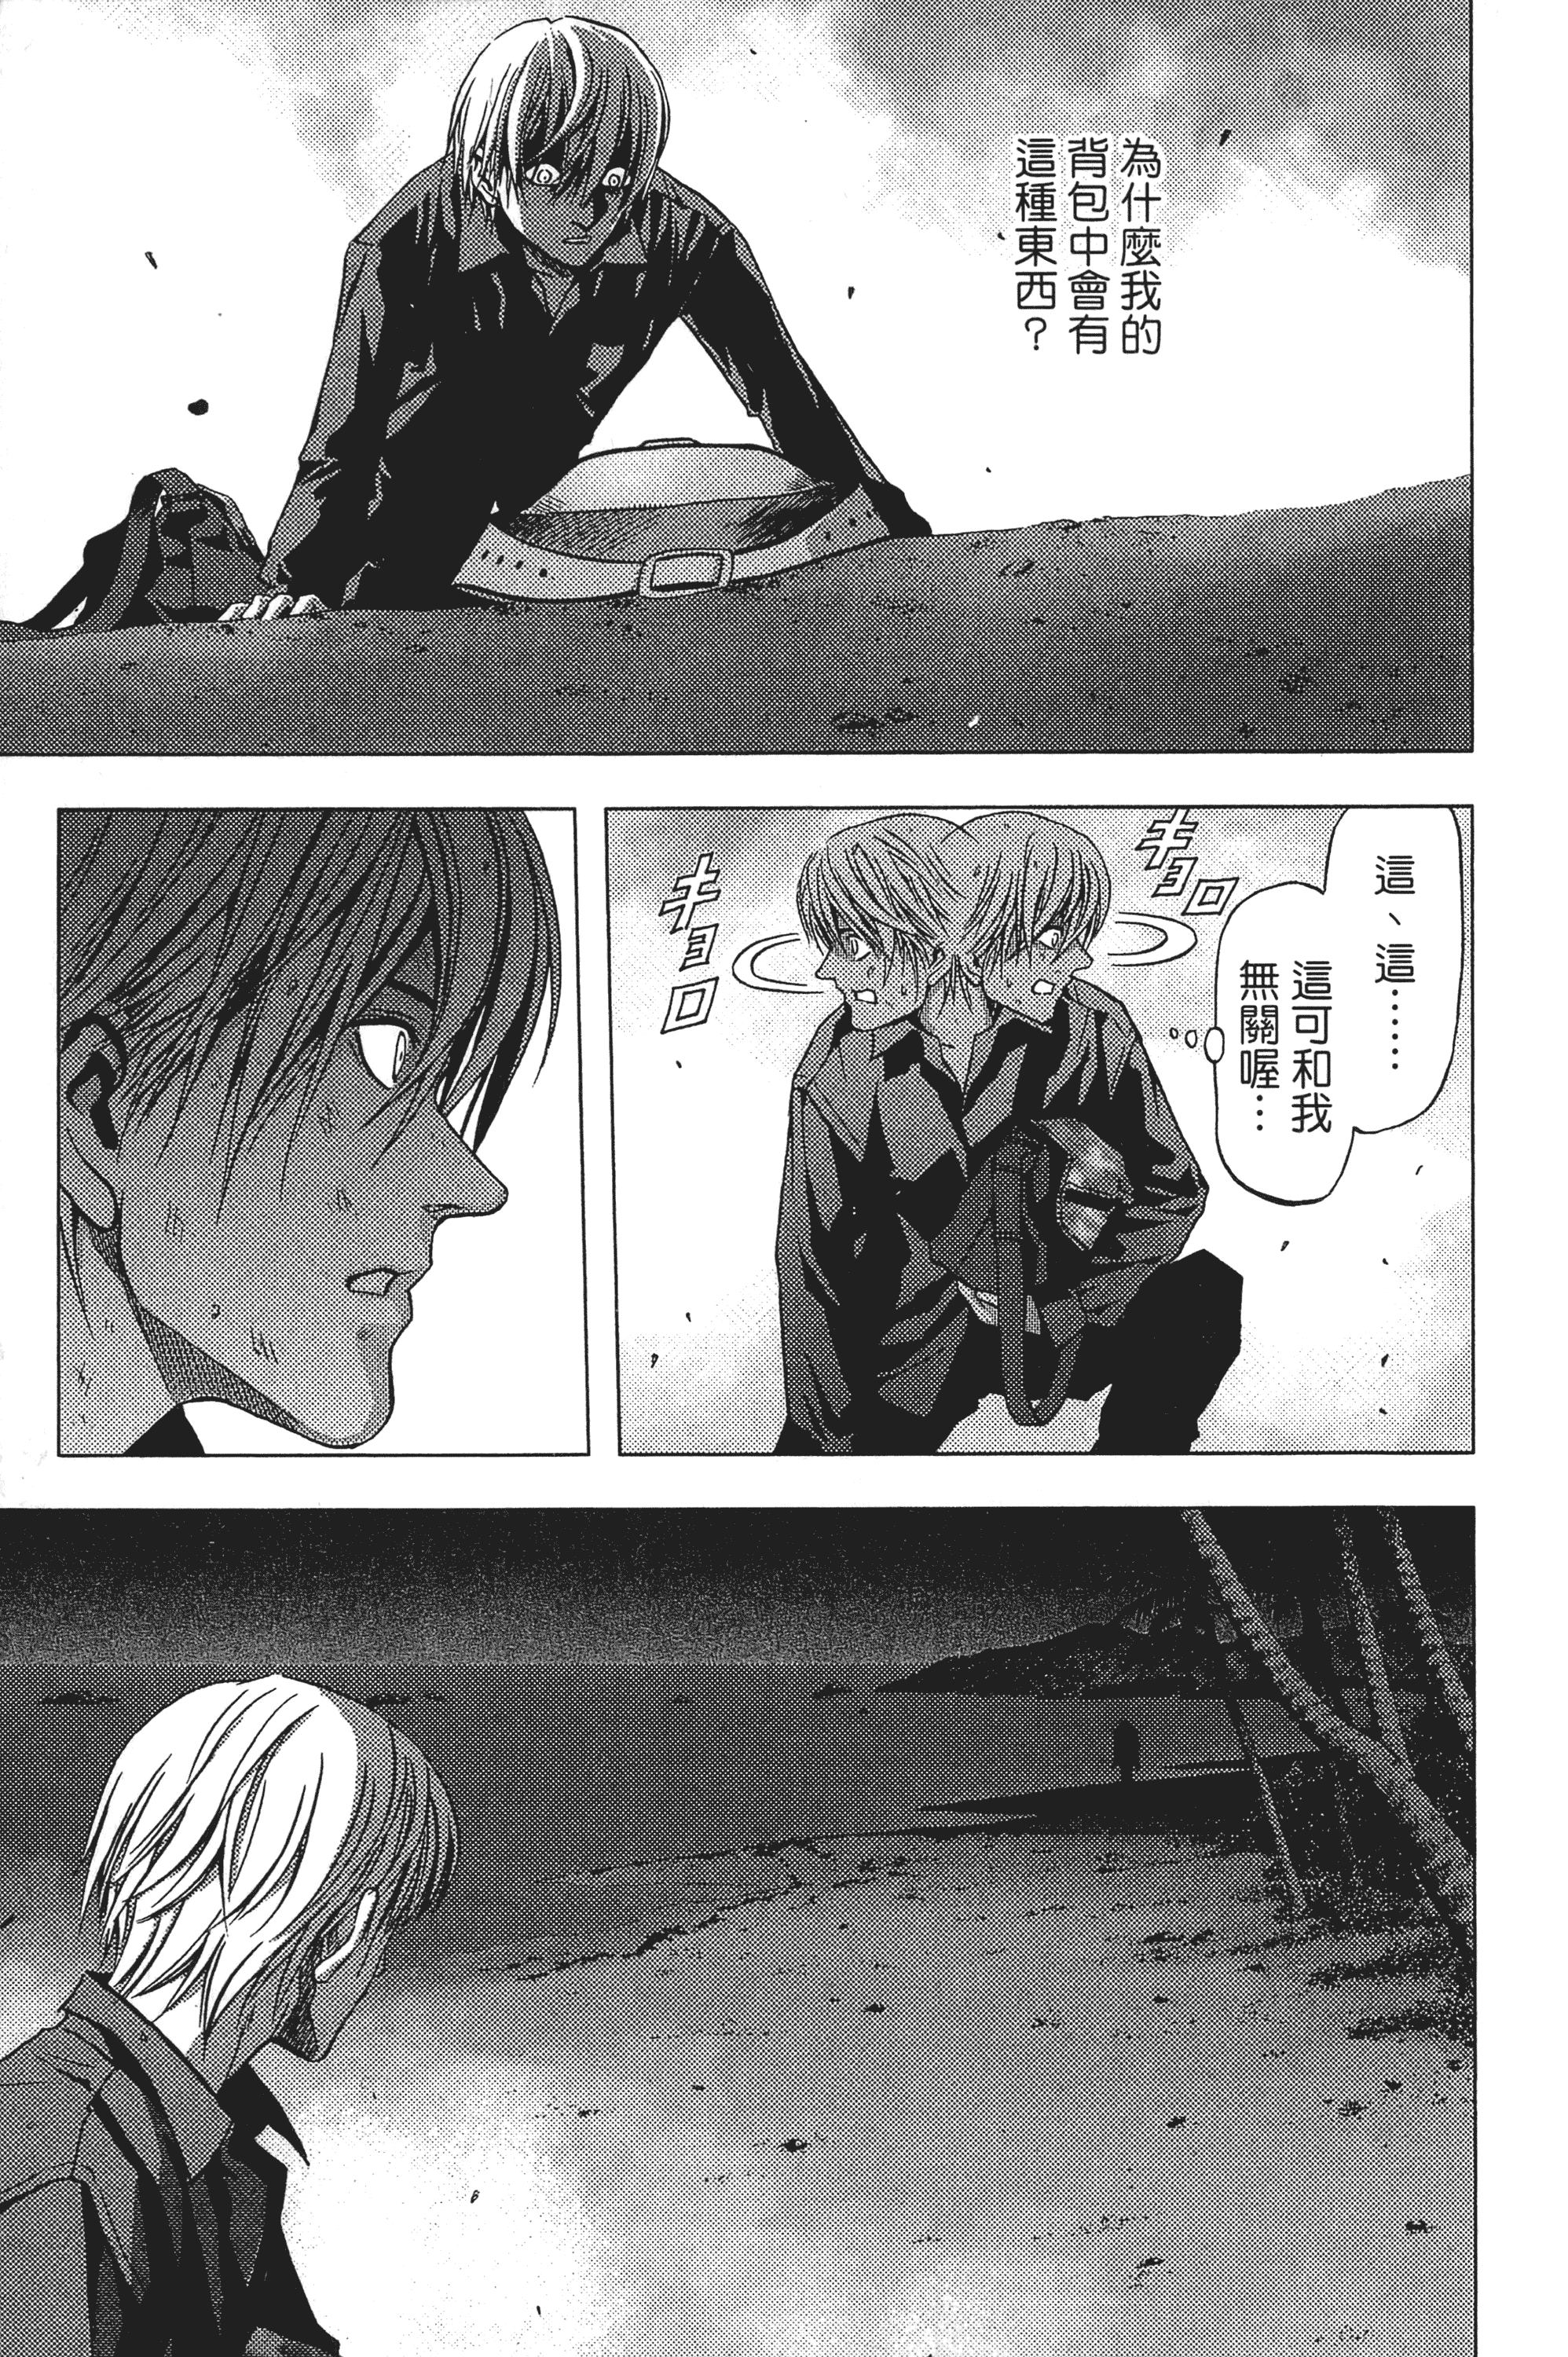 為什麼我的
背包中會有
這種東西？
這、這⋯⋯
這可和我
無關喔⋯
キョロ
キョロ